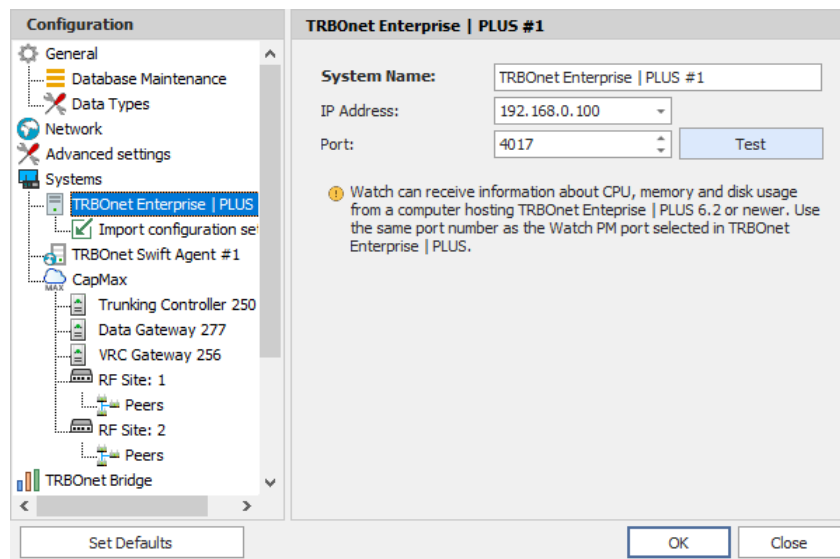 Configuration
General
Database Maintenance
Data Types
Network
Advanced settings
Systems
TRBOnet Enterprise | PLUS
Import configuration se
TRBOnet Swift Agent #1
MAX
CapMax
Trunking Controller 250
Data Gateway 277
VRC Gateway 256
RF Site: 1
Peers
RF Site: 2
Peers
TRBOnet Bridge
Set Defaults
TRBOnet Enterprise | PLUS #1
System Name: TRBOnet Enterprise | PLUS #1
IP Address: 192.168.0.100
Port: 4017 Test
Watch can receive information about CPU, memory and disk usage
from a computer hosting TRBOnet Enteprise | PLUS 6.2 or newer. Use
the same port number as the Watch PM port selected in TRBOnet
Enterprise | PLUS.
OK Close